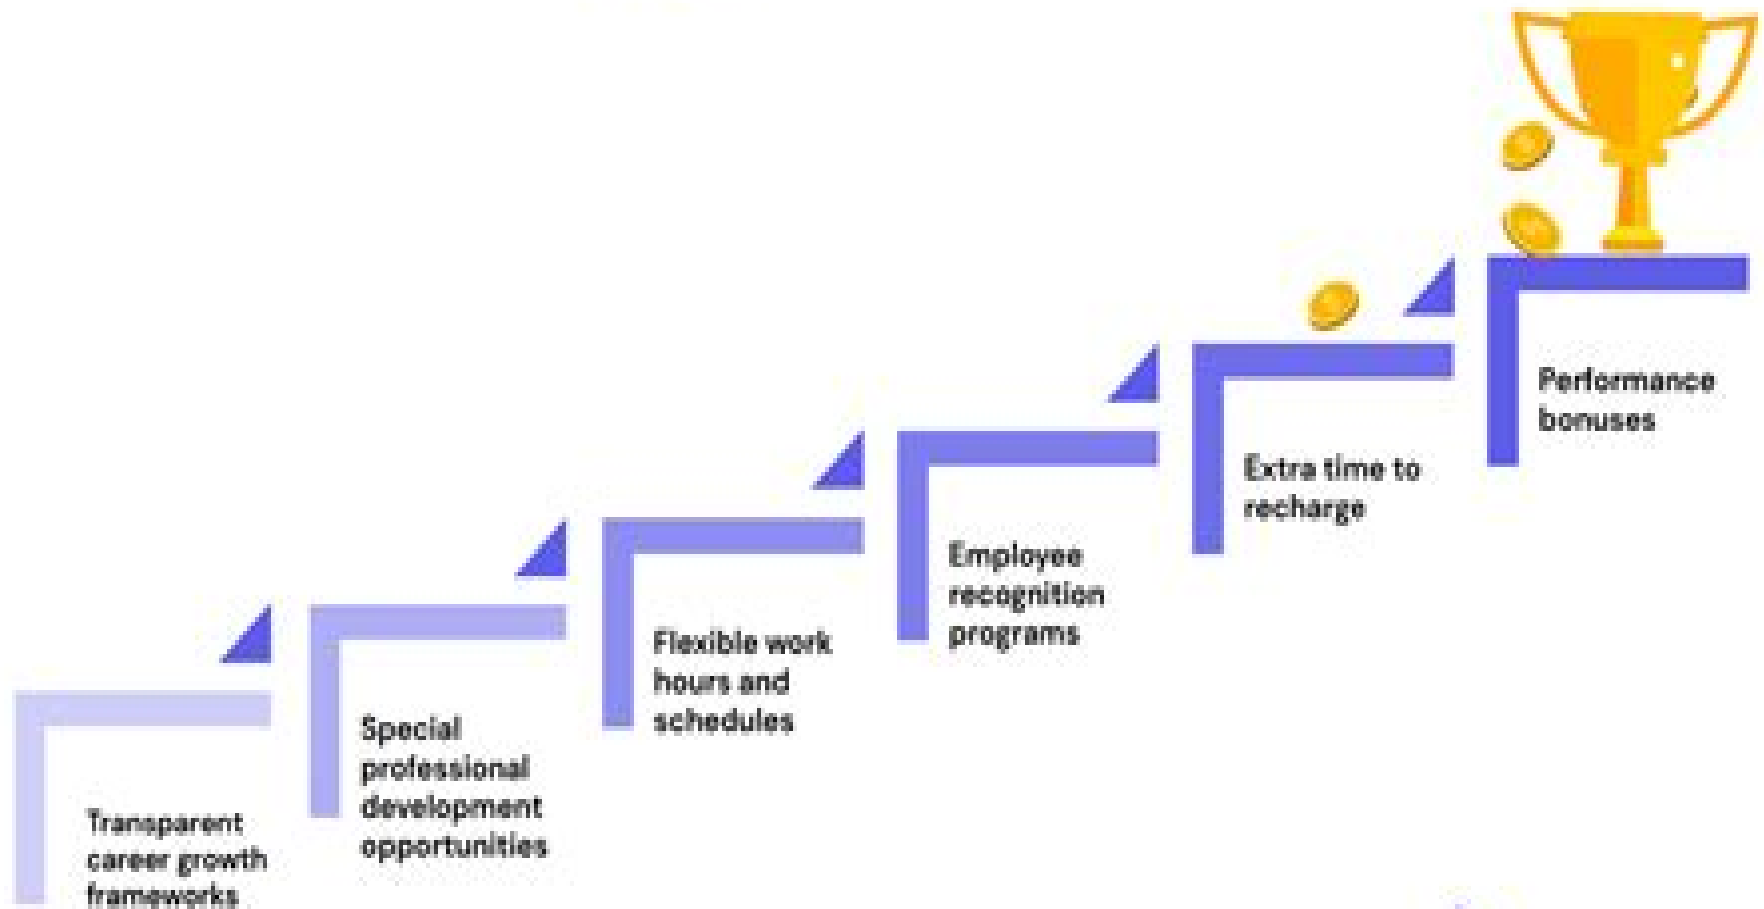 Transparent
career growth
frameworks
Special
professional
development
opportunities
Flexible work
hours and
schedules
Employee
recognition
programs
Extra time to
recharge
Performance
bonuses